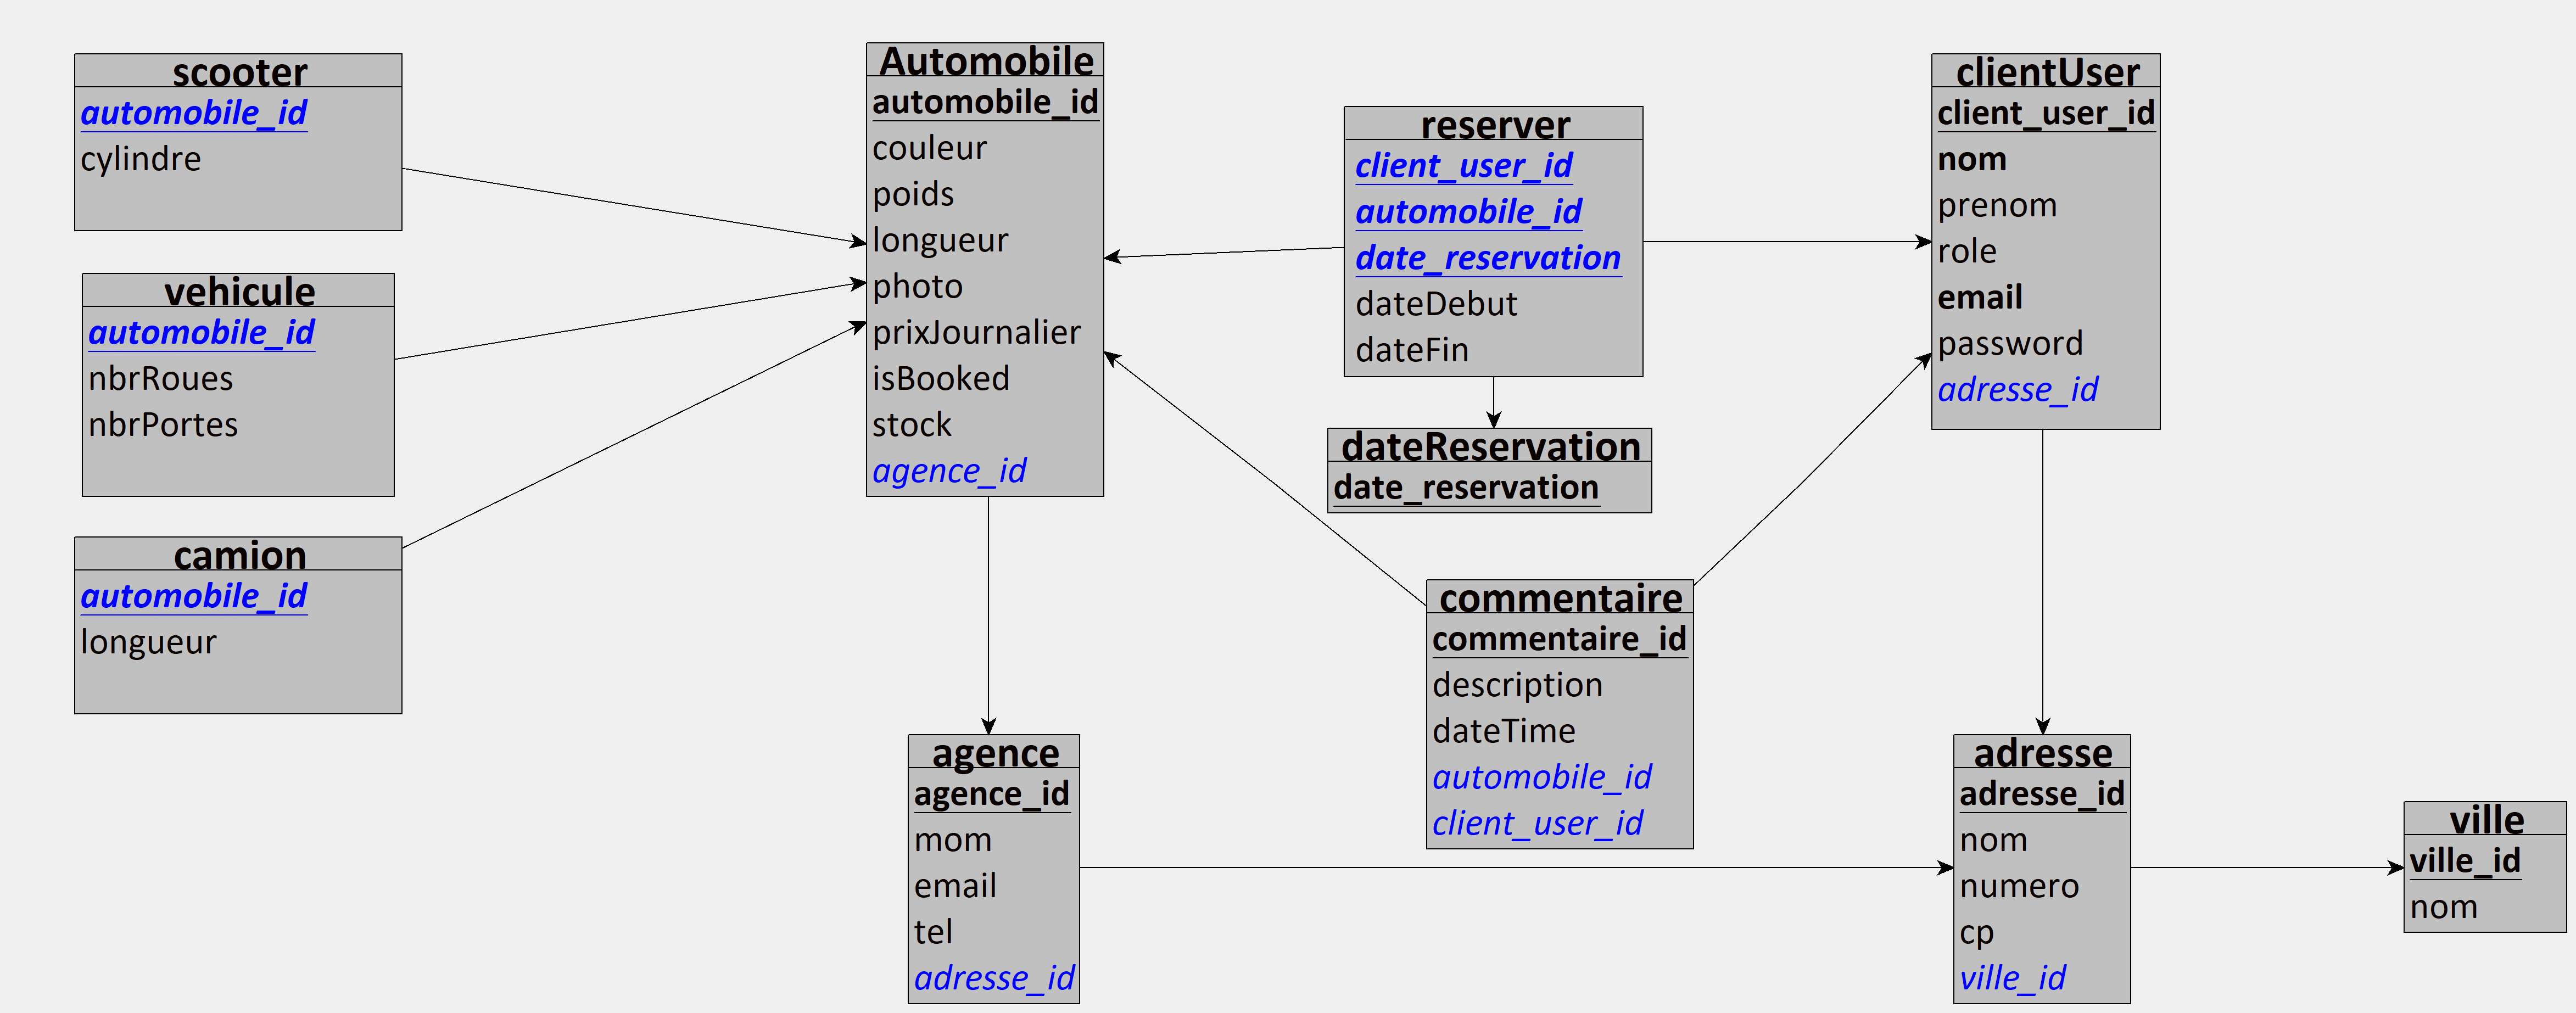 scooter
automobile_id
cylindre
vehicule
automobile_id
nbrRoues
nbrPortes
camion
automobile_id
longueur
Automobile
automobile_id
couleur
poids
longueur
photo
prixJournalier
isBooked
stock
agence_id
agence
agence_id
mom
email
tel
adresse_id
reserver
client_user_id
automobile_id
date_reservation
dateDebut
dateFin
dateReservation
date_reservation
commentaire
commentaire_id
description
dateTime
automobile_id
client_user_id
clientUser
client_user_id
nom
prenom
role
email
password
adresse_id
adresse
adresse_id
nom
numero
cp
ville_id
ville
ville_id
nom